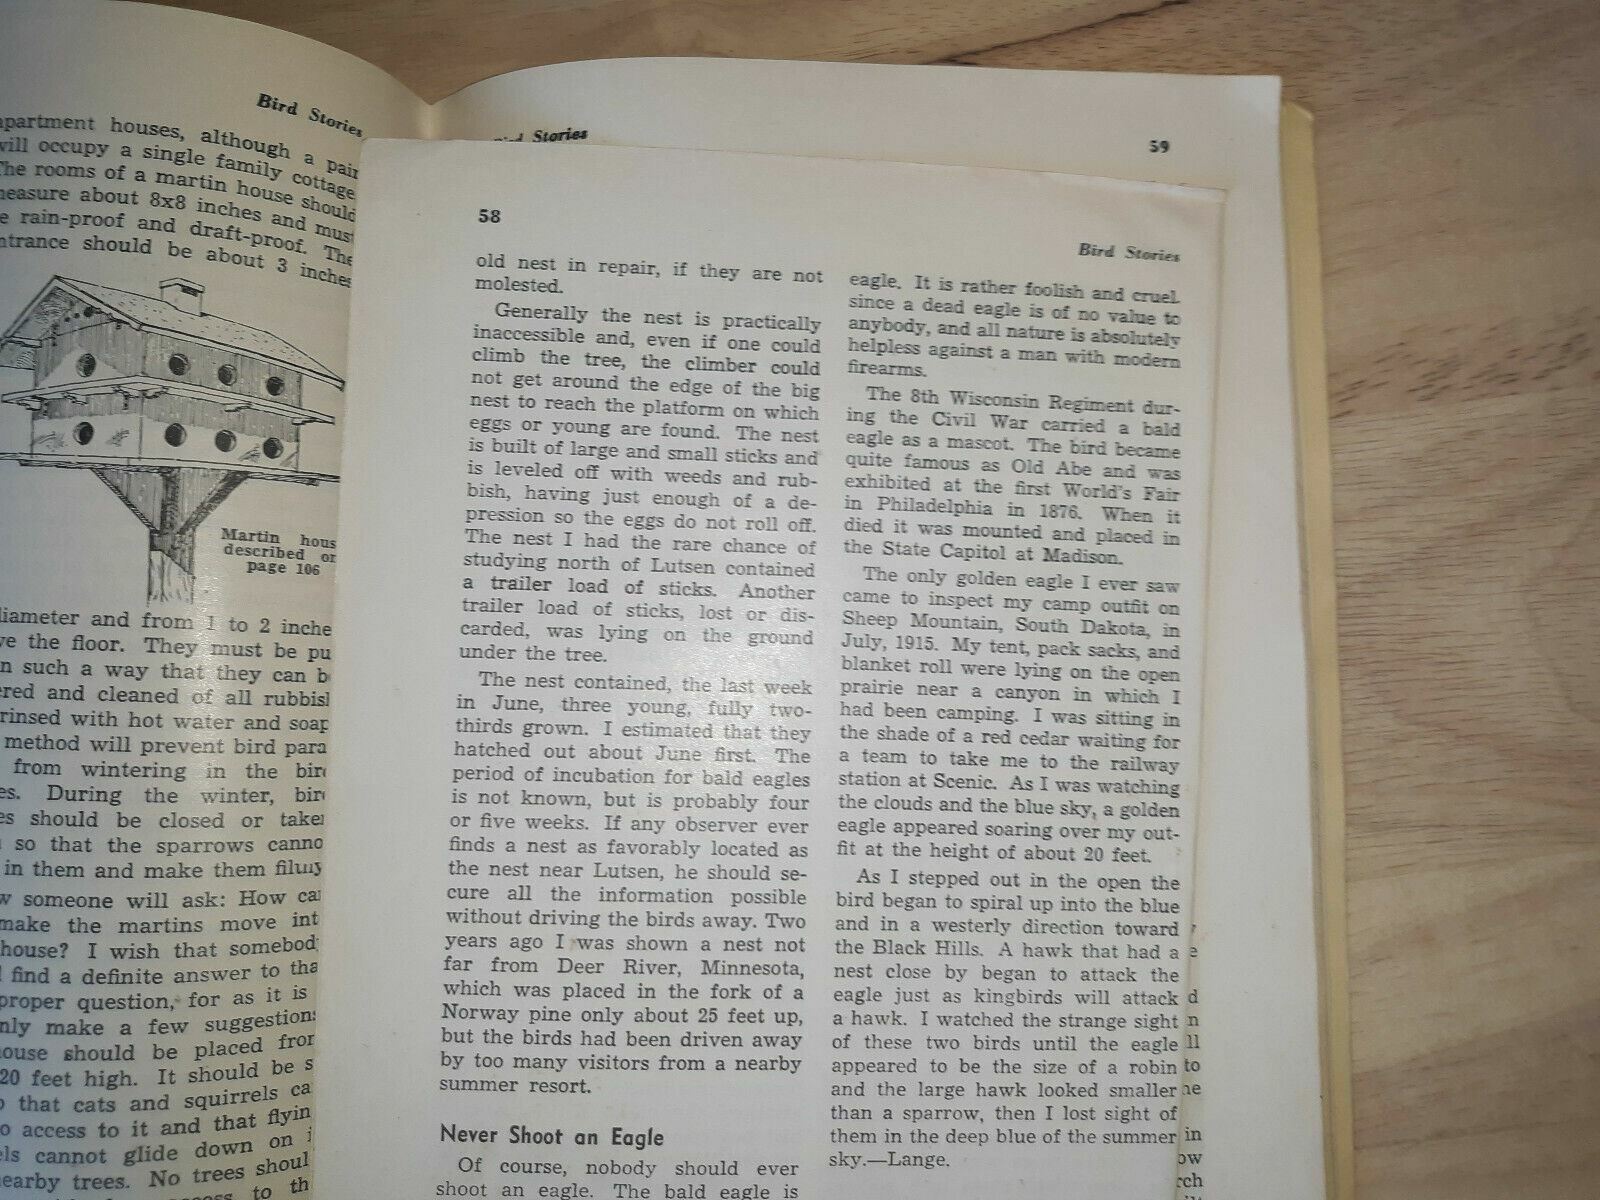 Bird Stories
apartment houses, although a pair
will occupy a single family cottage
The rooms of a martin house should
measure about 8x8 inches and must
rain-proof and draft-proof. The
should be about 3 inches
Martin
described
page 106
diameter and from 1 to 2 inche
the floor. They must be pu
such a way that they can b
and cleaned of all rubbis
rinsed with hot water and soap
method will prevent bird para
from wintering in the
During the winter,
should be closed or
so that the sparrows canno
in them and make them
someone will ask: How
make the martins move
house? I wish that somebod
find a definite answer to
proper question, for as it is
make a few suggestions
should be placed
20 feet high. It should be
that cats and squirrels
access to it and that
cannot glide down on
trees. No trees
access to
Stories
59
58
Bird Stories
old nest in repair, if they are not
molested.
Generally the nest is practically
inaccessible and, even if one could
climb the tree, the climber could
not get around the edge of the big
nest to reach the platform on which
eggs or young are found. The nest
is built of large and small sticks and
is leveled off with weeds and rub-
bish, having just enough of a de-
pression so the eggs do not roll off.
The nest I had the rare chance of
studying north of Lutsen contained
a trailer load of sticks. Another
trailer load of sticks, lost or dis-
carded, was lying on the ground
under the tree.
The nest contained, the last week
in June, three young, fully two-
thirds grown. I estimated that they
hatched out about June first. The
period of incubation for bald eagles
is not known, but is probably four
or five weeks. If any observer ever
finds a nest as favorably located as
the nest near Lutsen, he should se-
cure all the information possible
without driving the birds away. Two
years ago I was shown a nest not
far from Deer River, Minnesota,
which was placed in the fork of a
Norway pine only about 25 feet up,
but the birds had been driven away
by too many visitors from a nearby
summer resort.
Never Shoot an Eagle
Of course, nobody should ever
shoot an eagle. The bald eagle is
eagle. It is rather foolish and cruel
since a dead eagle is of no value to
anybody, and all nature is absolutely
helpless against a man with modern
firearms.
The 8th Wisconsin Regiment dur-
ing the Civil War carried a bald
eagle as a mascot. The bird became
quite famous as Old Abe and was
exhibited at the first World's Fair
in Philadelphia in 1876. When it
died it was mounted and placed in
the State Capitol at Madison.
The only golden eagle I ever saw
came to inspect my camp outfit on
Sheep Mountain, South Dakota, in
July, 1915. My tent, pack sacks, and
blanket roll were lying on the open
prairie near a canyon in which I
had been camping. I was sitting in
the shade of a red cedar waiting for
a team to take me to the railway
station at Scenic. As I was watching
the clouds and the blue sky, a golden
eagle appeared soaring over my out-
fit at the height of about 20 feet.
As I stepped out in the open the
bird began to spiral up into the blue
and in a westerly direction toward
the Black Hills. A hawk that had a
nest close by began to attack the
eagle just as kingbirds will attack
a hawk. I watched the strange sight
of these two birds until the eagle
appeared to be the size of a robin
and the large hawk looked smaller
than a sparrow, then I lost sight of
them in the deep blue of the summer
sky.—Lange.
to
in